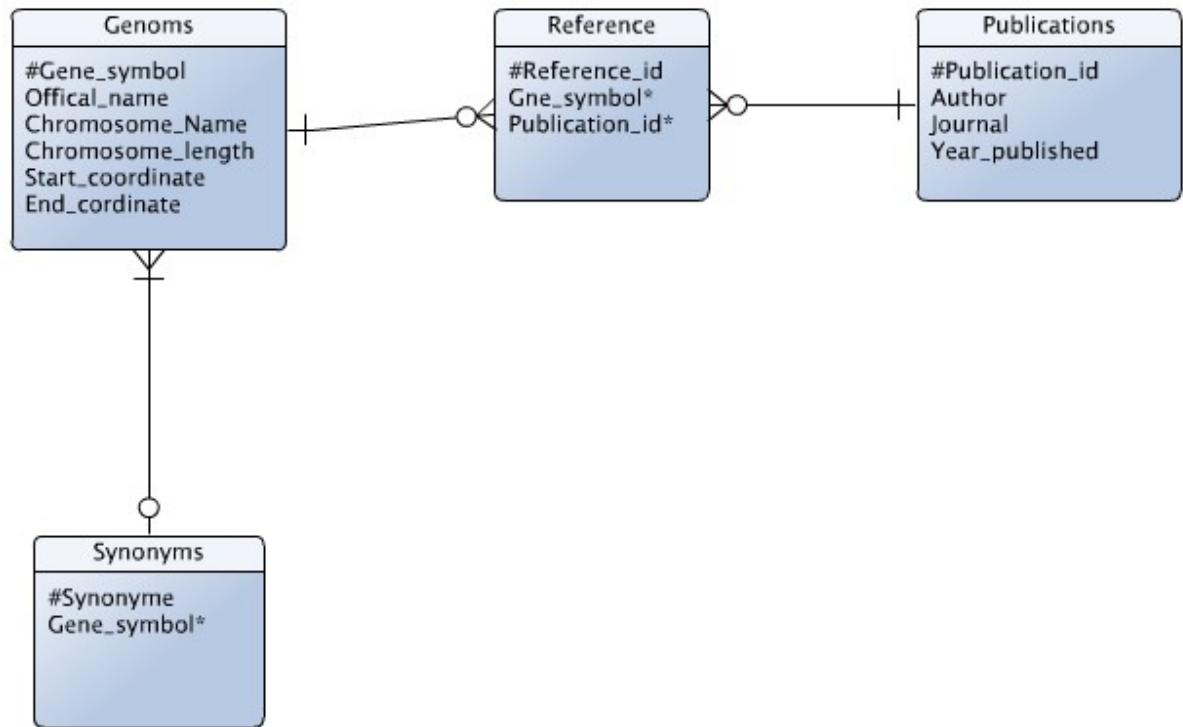 Genoms
#Gene_symbol
Offical_name
Chromosome_Name
Chromosome_length
Start_coordinate
End_cordinate
Reference
#Reference_id
Gne_symbol*
Publication_id*
Publications
#Publication_id
Author
Journal
Year_published
Synonyms
#Synonyme
Gene_symbol*